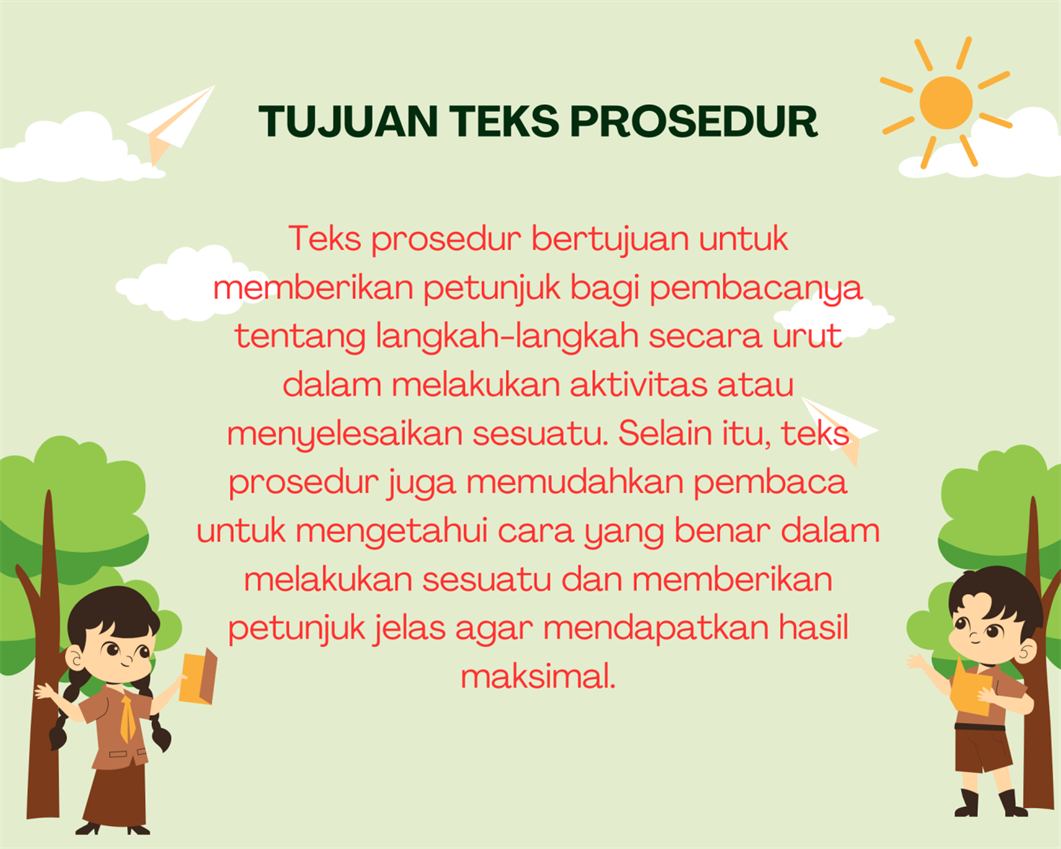 TUJUAN TEKS PROSEDUR
Teks prosedur bertujuan untuk
memberikan petunjuk bagi pembacanya
tentang langkah-langkah secara urut
dalam melakukan aktivitas atau
menyelesaikan sesuatu. Selain itu, teks
prosedur juga memudahkan pembaca
untuk mengetahui cara yang benar dalam
melakukan sesuatu dan memberikan
petunjuk jelas agar mendapatkan hasil
maksimal.